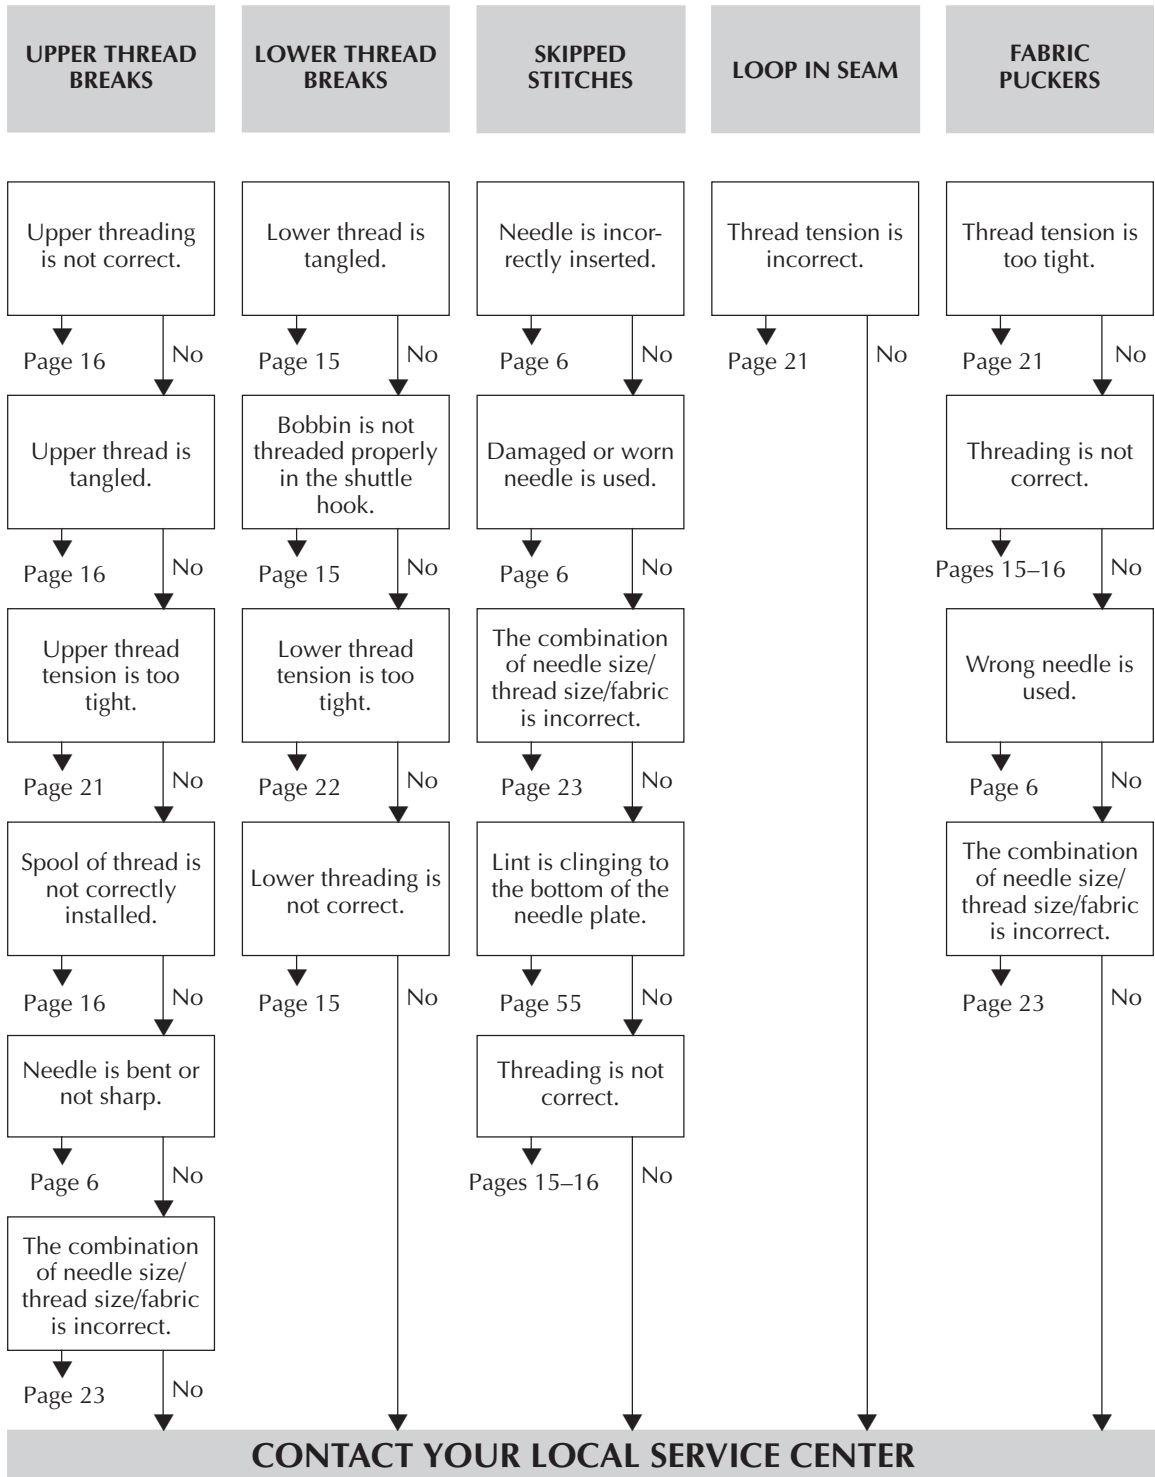 UPPER THREAD
BREAKS
LOWER THREAD
BREAKS
SKIPPED
STITCHES
LOOP IN SEAM
FABRIC
PUCKERS
Upper threading
is not correct.
Page 16
No
Upper thread is
tangled.
Page 16
No
Upper thread
tension is too
tight.
Page 21
No
Spool of thread is
not correctly
installed.
Page 16
No
Needle is bent or
not sharp.
Page 6
No
The combination
of needle size/
thread size/fabric
is incorrect.
Page 23
No
Lower thread is
tangled.
Page 15
No
Bobbin is not
threaded properly
in the shuttle
hook.
Page 15
No
Lower thread
tension is too
tight.
Page 22
No
Lower threading is
not correct.
Page 15
No
Needle is incor-
rectly inserted.
Page 6
No
Damaged or worn
needle is used.
Page 6
No
The combination
of needle size/
thread size/fabric
is incorrect.
Page 23
No
Lint is clinging to
the bottom of the
needle plate.
Page 55
No
Threading is not
correct.
Pages 15–16
No
Thread tension is
incorrect.
Page 21
No
Thread tension is
too tight.
Page 21
No
Threading is not
correct.
Pages 15–16
No
Wrong needle is
used.
Page 6
No
The combination
of needle size/
thread size/fabric
is incorrect.
Page 23
No
CONTACT YOUR LOCAL SERVICE CENTER